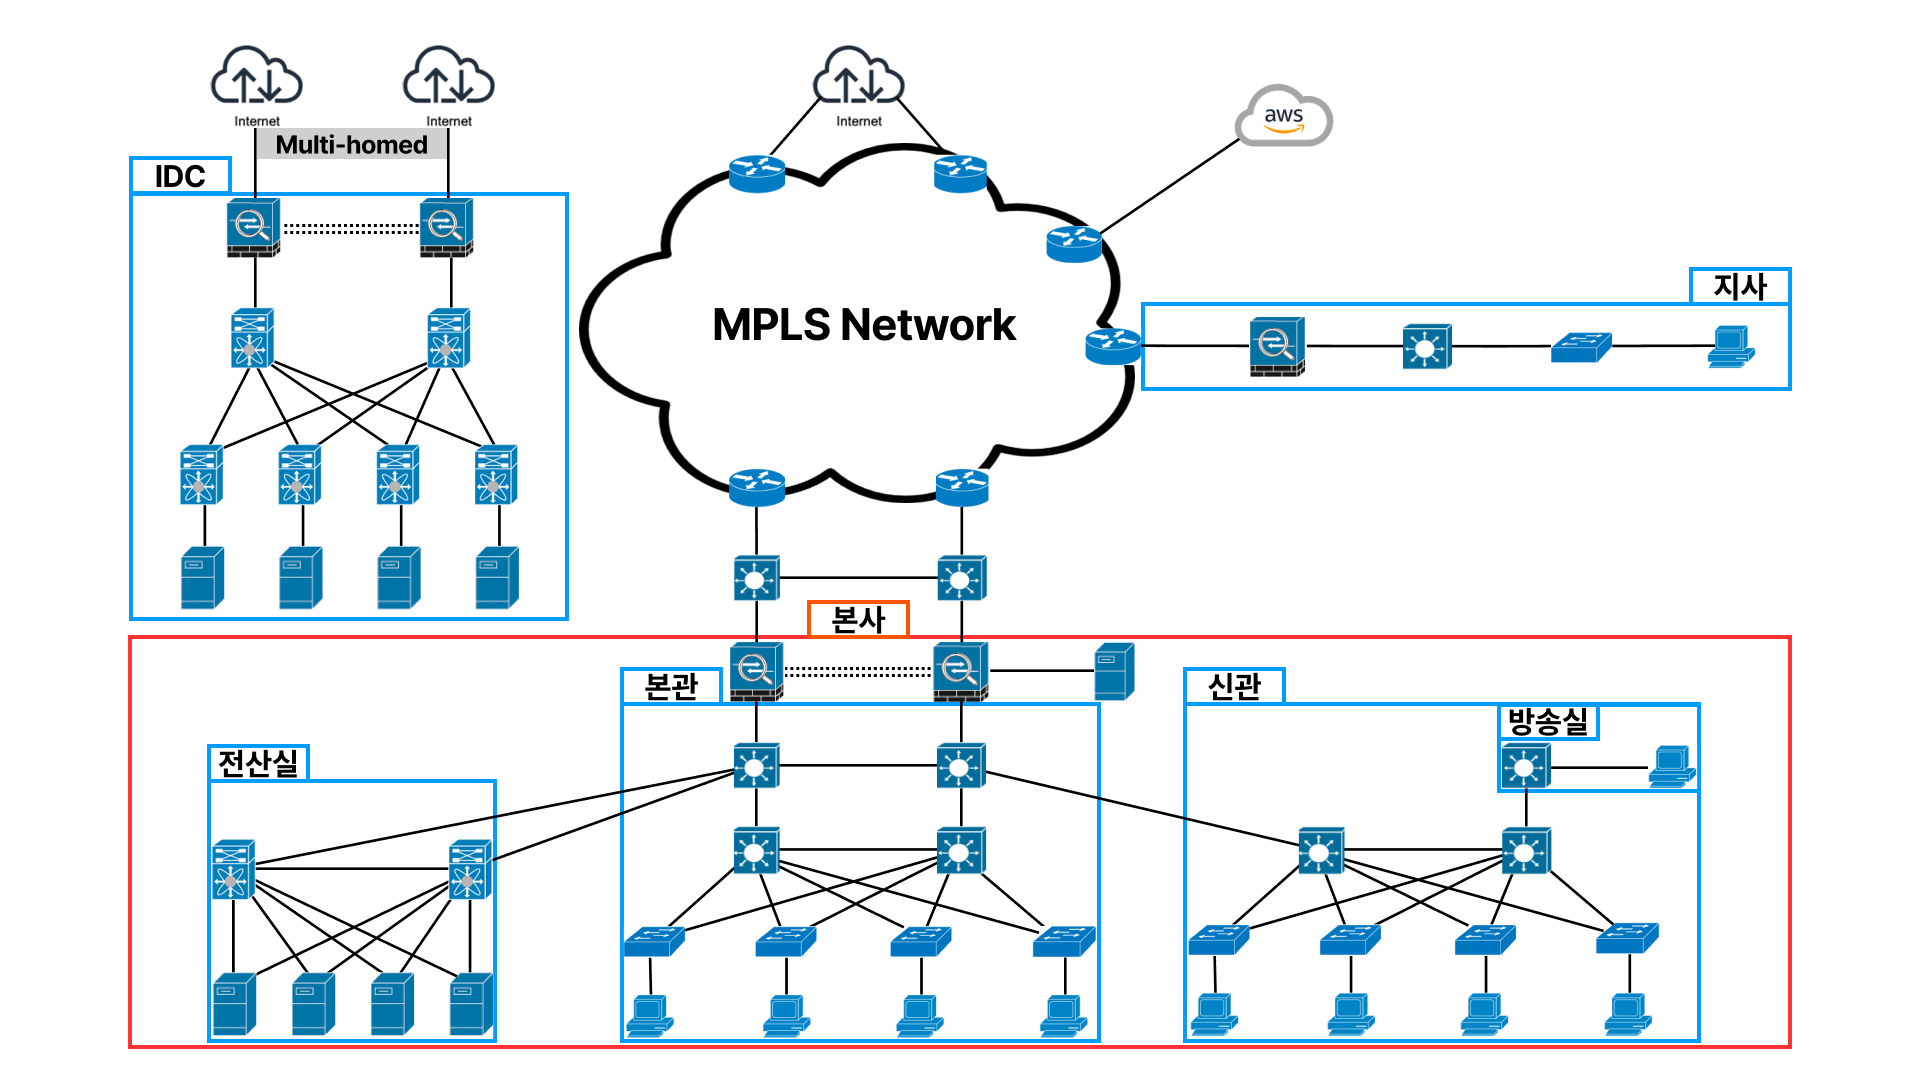 Internet
Internet
Internet
aws
Multi-homed
IDC
MPLS Network
지사
본사
본관
신관
방송실
전산실